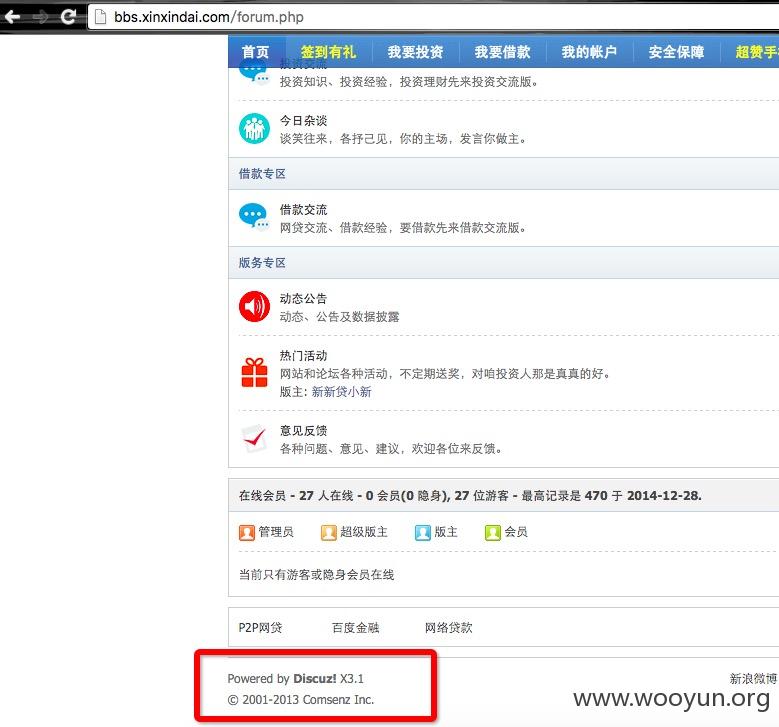 bbs.xinxindai.com/forum.php
首页 签到有礼 我要投资 我要借款 我的帐户 安全保障 超赞手
投资交流
投资知识、投资经验，投资理财先来投资交流版。
今日杂谈
谈笑往来，各抒己见，你的主场，发言你做主。
借款专区
借款交流
网贷交流、借款经验，要借款先来借款交流版。
版务专区
动态公告
动态、公告及数据披露
热门活动
网站和论坛各种活动，不定期送奖，对咱投资人那是真真的好。
版主: 新新贷小新
意见反馈
各种问题、意见、建议，欢迎各位来反馈。
在线会员 - 27 人在线 - 0 会员(0 隐身), 27 位游客 - 最高记录是 470 于 2014-12-28.
管理员 超级版主 版主 会员
当前只有游客或隐身会员在线
P2P网贷 百度金融 网络贷款
Powered by Discuz! X3.1 新浪微博
© 2001-2013 Comsenz Inc.
www.wooyun.org